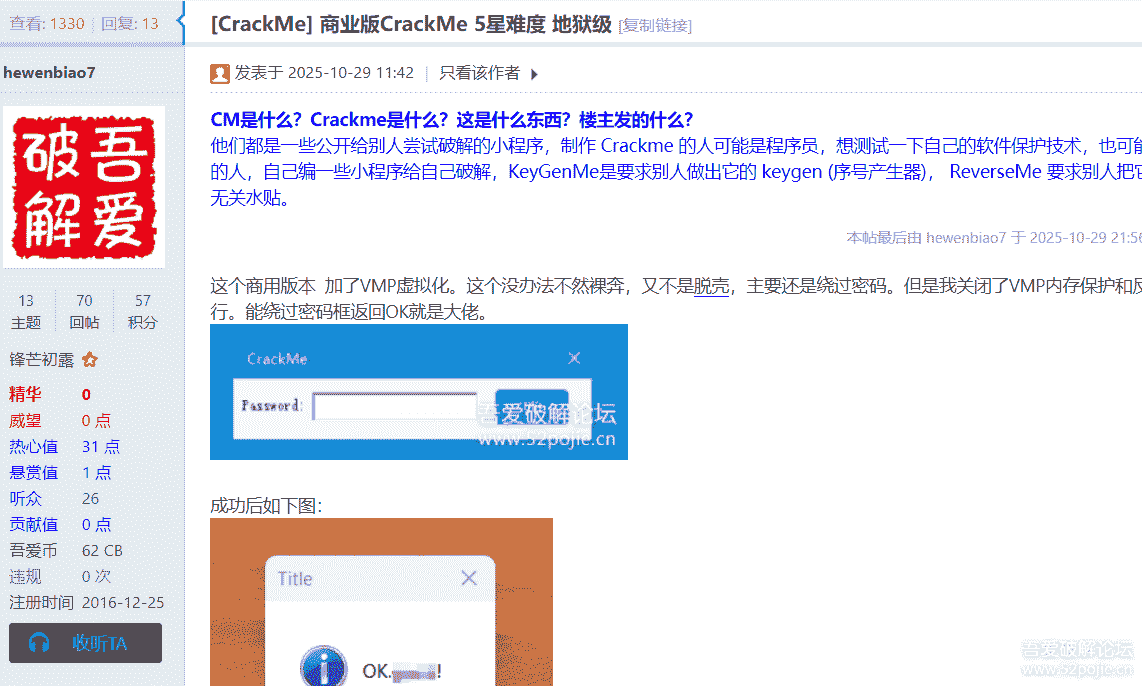 查看: 1330 | 回复: 13
[CrackMe] 商业版CrackMe 5星难度 地狱级 [复制链接]
hewenbiao7
吾爱破解
13 70 57
主题 回帖 积分
锋芒初露
精华 0
威望 0 点
热心值 31 点
悬赏值 1 点
听众 26
贡献值 0 点
吾爱币 62 CB
违规 0 次
注册时间 2016-12-25
收听TA
发表于 2025-10-29 11:42 | 只看该作者
CM是什么？Crackme是什么？这是什么东西？楼主发的什么？
他们都是一些公开给别人尝试破解的小程序，制作 Crackme 的人可能是程序员，想测试一下自己的软件保护技术，也可能
的人，自己编一些小程序给自己破解，KeyGenMe是要求别人做出它的 keygen (序号产生器)， ReverseMe 要求别人把它
无关水贴。
本帖最后由 hewenbiao7 于 2025-10-29 21:56
这个商用版本 加了VMP虚拟化。这个没办法不然裸奔，又不是脱壳，主要还是绕过密码。但是我关闭了VMP内存保护和反
行。能绕过密码框返回OK就是大佬。
CrackMe
Password:
吾爱破解论坛
www.52pojie.cn
成功后如下图：
Title
OK.
!
吾爱破解论坛
www.52pojie.cn